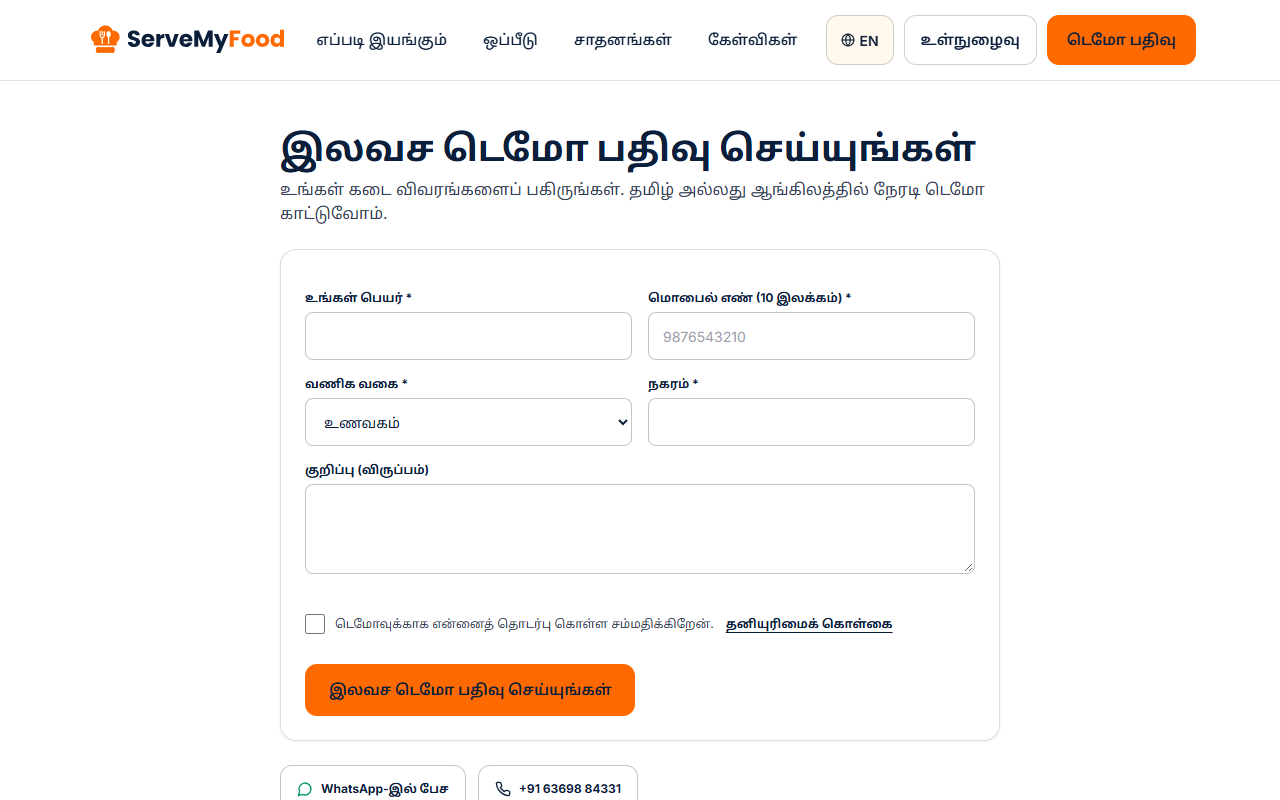 ServeMyFood எப்படி இயங்கும் ஒப்பீடு சாதனங்கள் கேள்விகள் EN உள்நுழைவு டெமோ பதிவு
இலவச டெமோ பதிவு செய்யுங்கள்
உங்கள் கடை விவரங்களைப் பகிருங்கள். தமிழ் அல்லது ஆங்கிலத்தில் நேரடி டெமோ
காட்டுவோம்.
உங்கள் பெயர் * மொபைல் எண் (10 இலக்கம்) *
9876543210
வணிக வகை * நகரம் *
உணவகம்
குறிப்பு (விருப்பம்)
டெமோவுக்காக என்னைத் தொடர்பு கொள்ள சம்மதிக்கிறேன். தனியுரிமைக் கொள்கை
இலவச டெமோ பதிவு செய்யுங்கள்
WhatsApp-இல் பேச +91 63698 84331